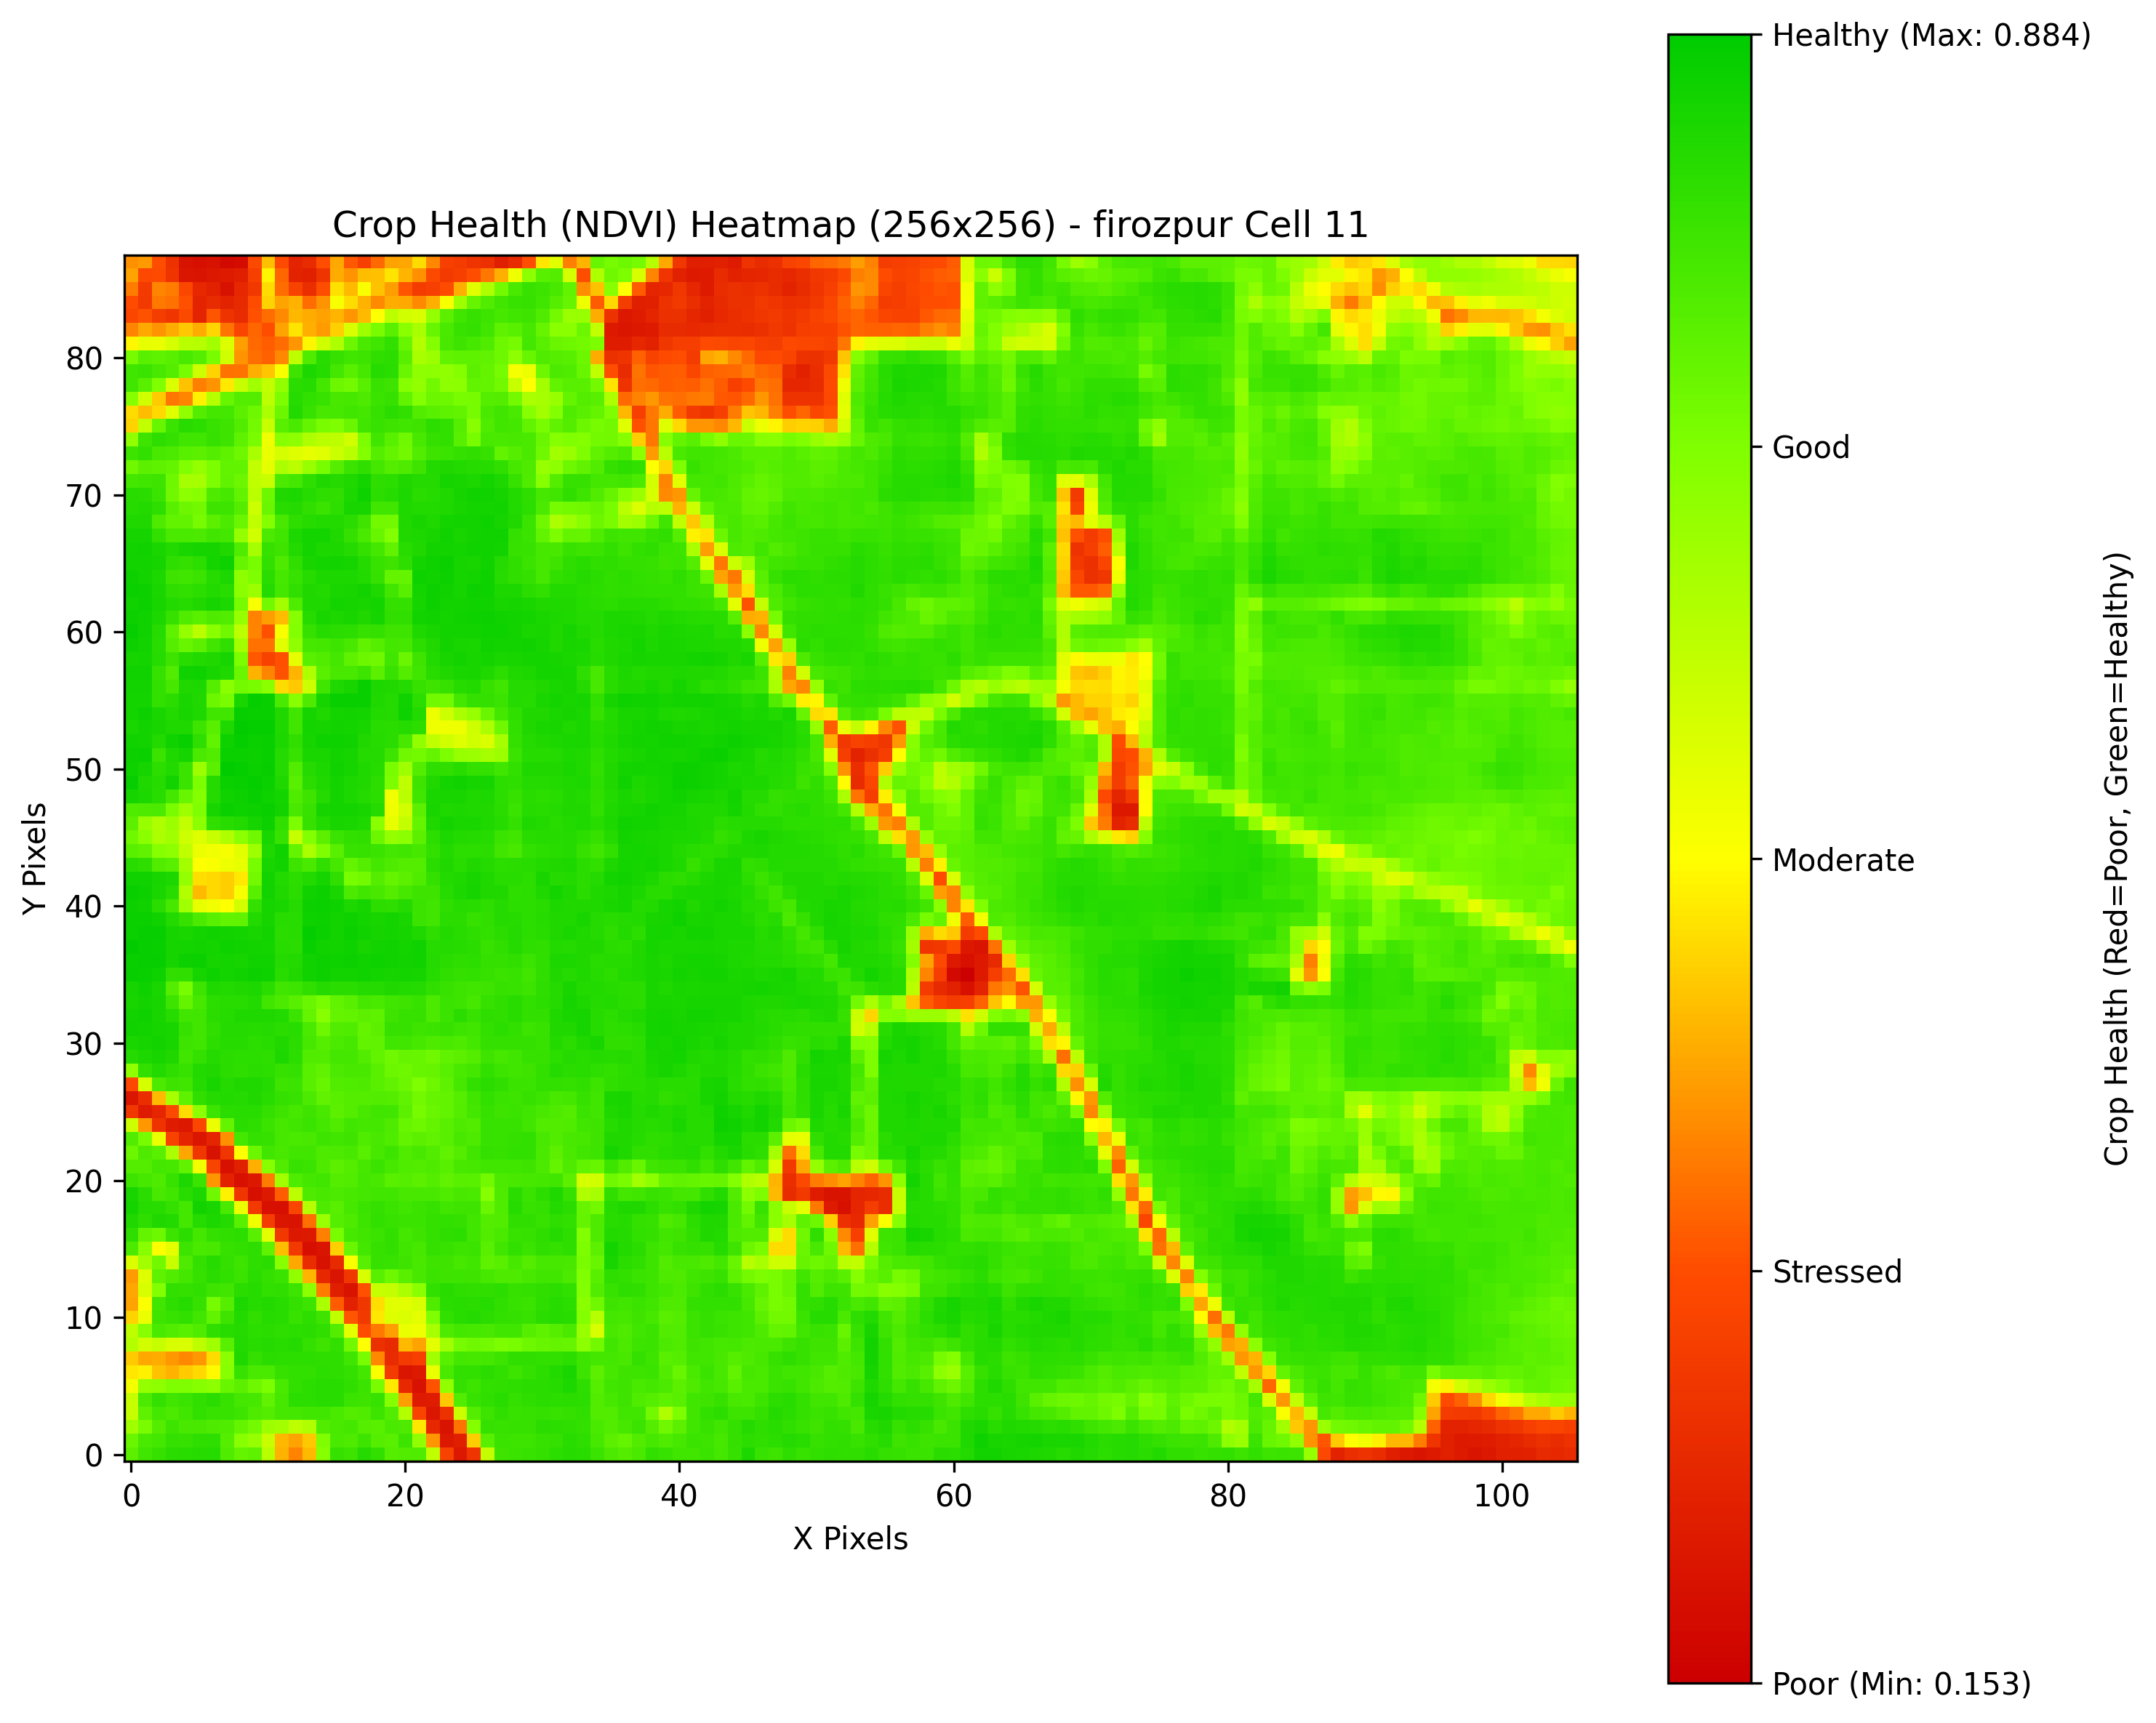 Crop Health (NDVI) Heatmap (256x256) - firozpur Cell 11
Y Pixels
80
70
60
50
40
30
20
10
0
0 20 40 60 80 100
X Pixels
Healthy (Max: 0.884)
Good
Moderate
Stressed
Poor (Min: 0.153)
Crop Health (Red=Poor, Green=Healthy)